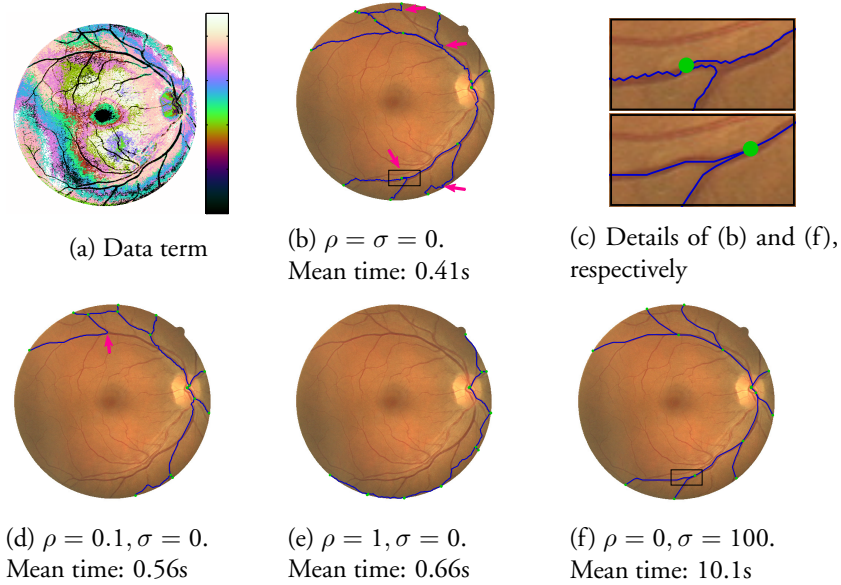 (a) Data term
(b) ρ = σ = 0.
Mean time: 0.41s
(c) Details of (b) and (f),
respectively
(d) ρ = 0.1, σ = 0.
Mean time: 0.56s
(e) ρ = 1, σ = 0.
Mean time: 0.66s
(f) ρ = 0, σ = 100.
Mean time: 10.1s